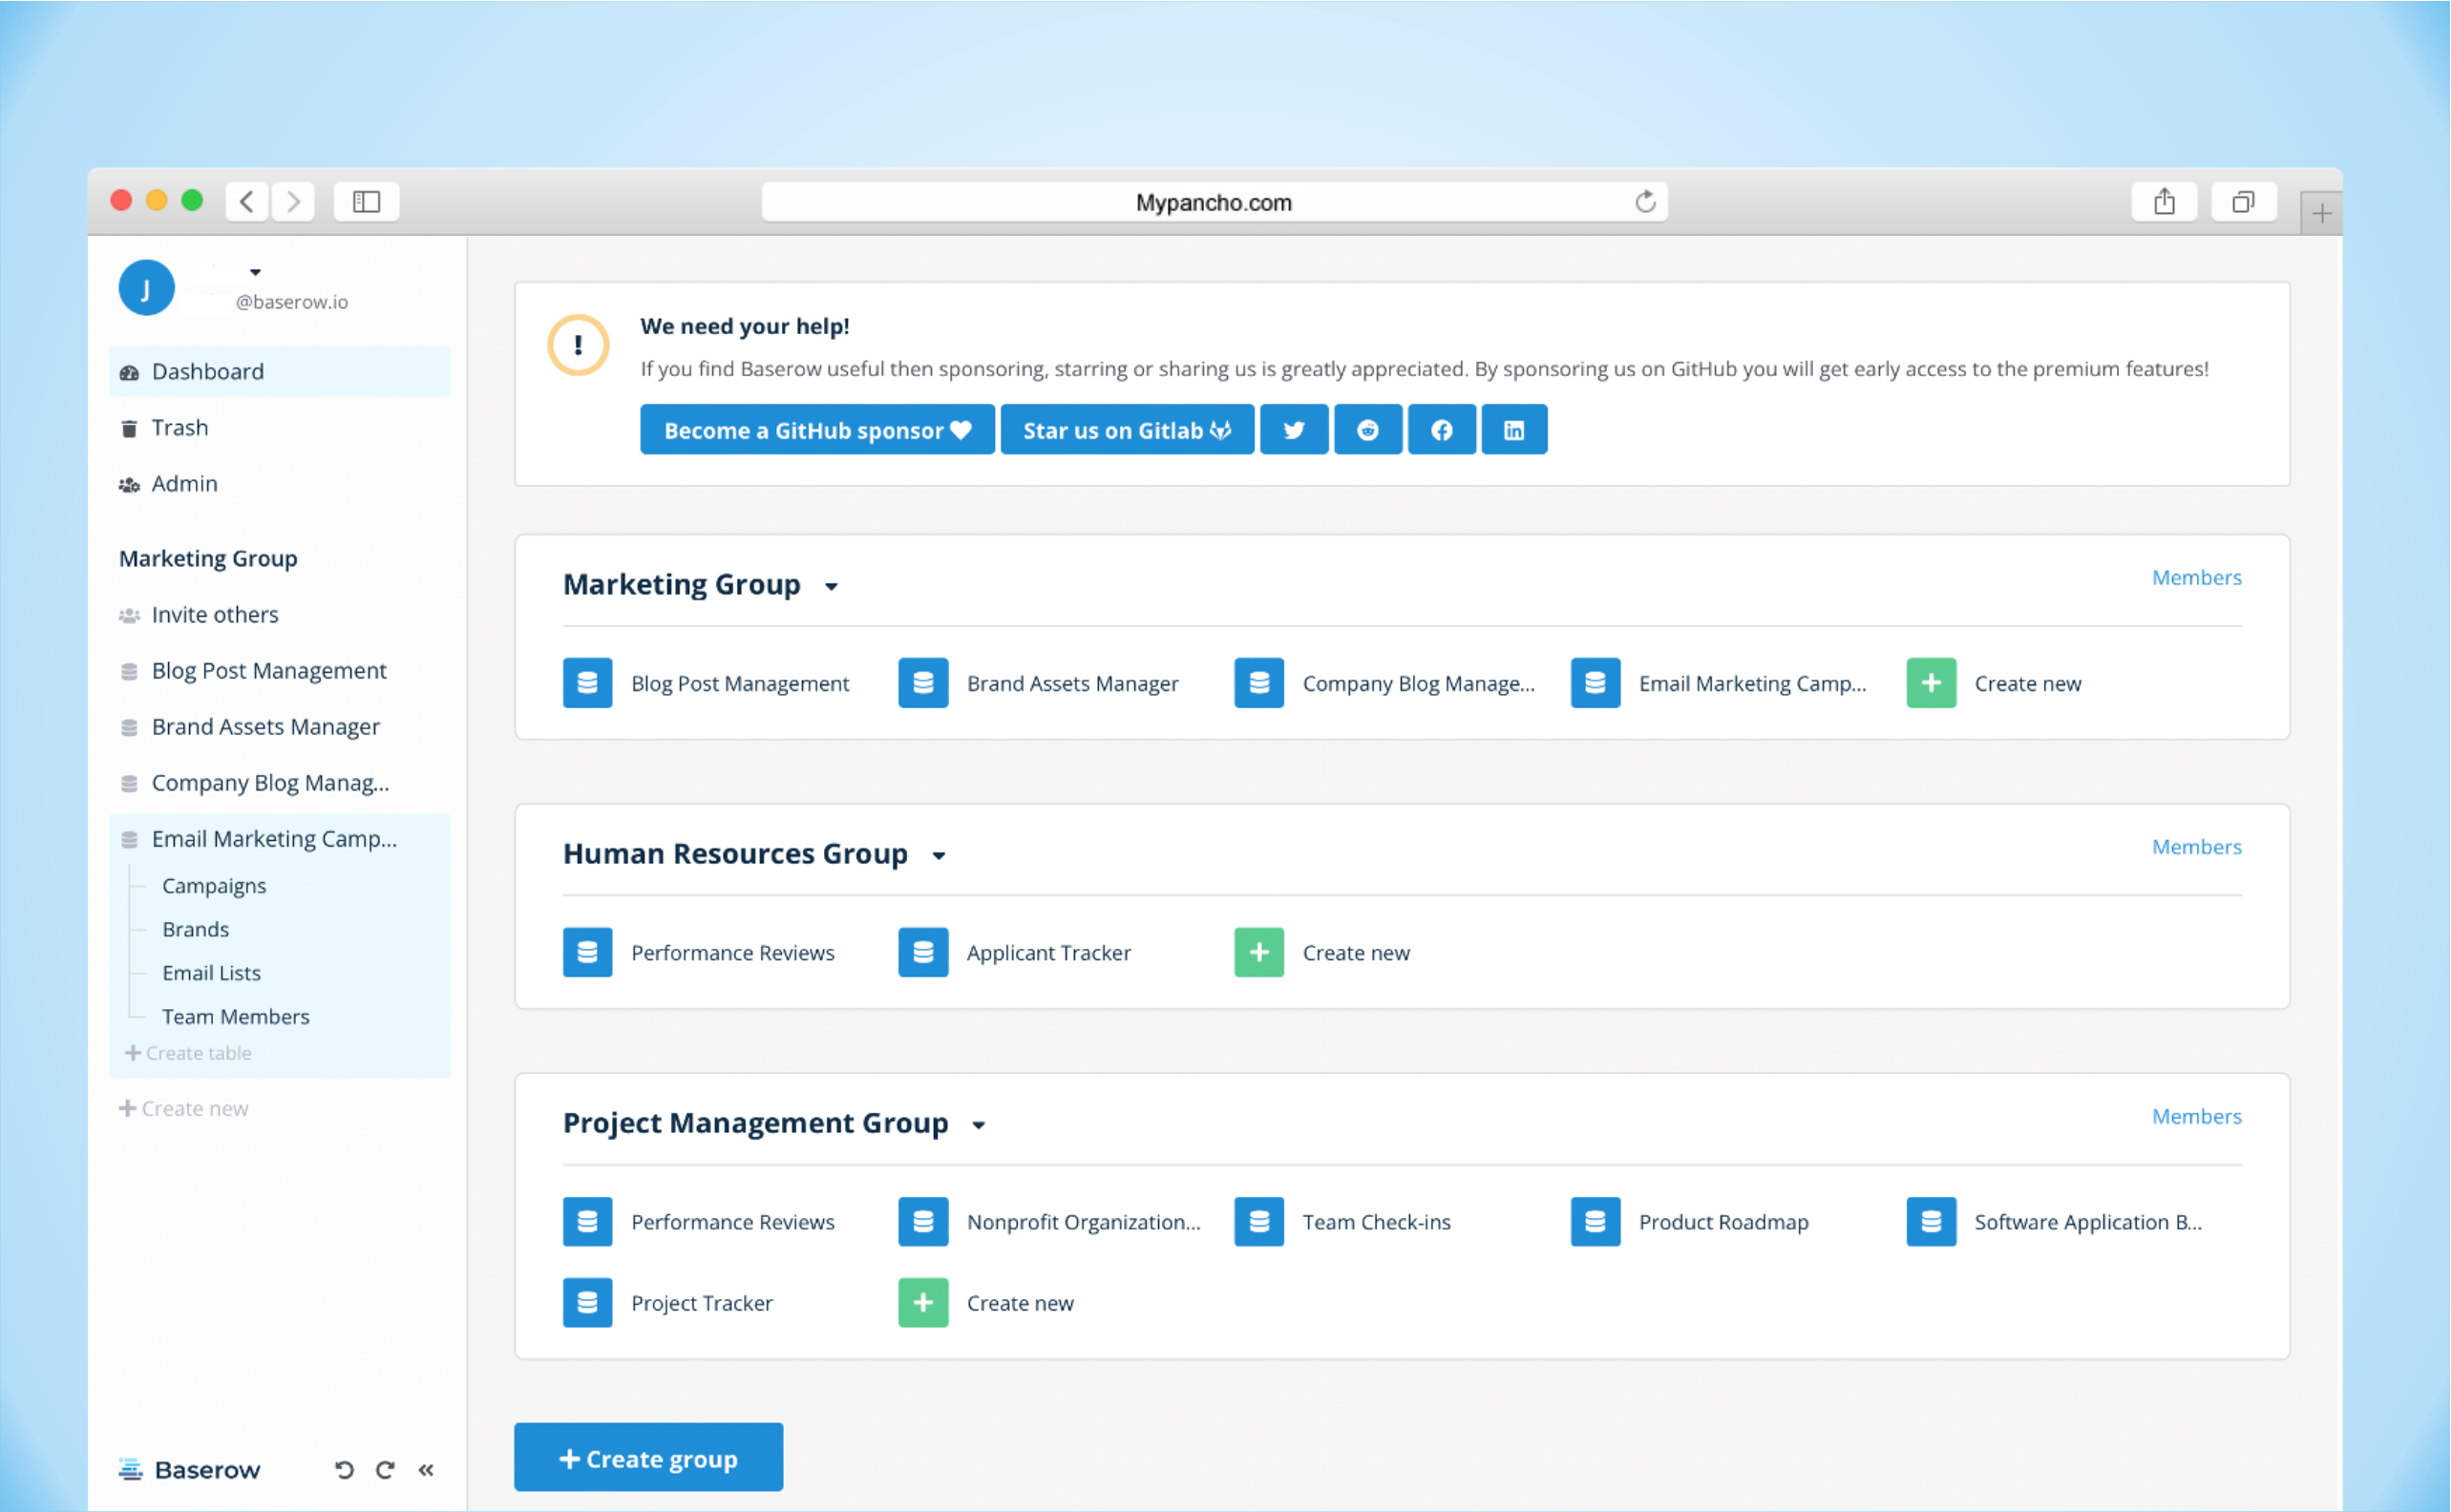 Mypancho.com
J
@baserow.io
Dashboard
Trash
Admin
Marketing Group
Invite others
Blog Post Management
Brand Assets Manager
Company Blog Manag...
Email Marketing Camp...
Campaigns
Brands
Email Lists
Team Members
+ Create table
+ Create new
Baserow
We need your help!
If you find Baserow useful then sponsoring, starring or sharing us is greatly appreciated. By sponsoring us on GitHub you will get early access to the premium features!
Become a GitHub sponsor Star us on Gitlab
Marketing Group
Members
Blog Post Management Brand Assets Manager Company Blog Manage... Email Marketing Camp... Create new
Human Resources Group
Members
Performance Reviews Applicant Tracker Create new
Project Management Group
Members
Performance Reviews Nonprofit Organization... Team Check-ins Product Roadmap Software Application B...
Project Tracker Create new
+ Create group